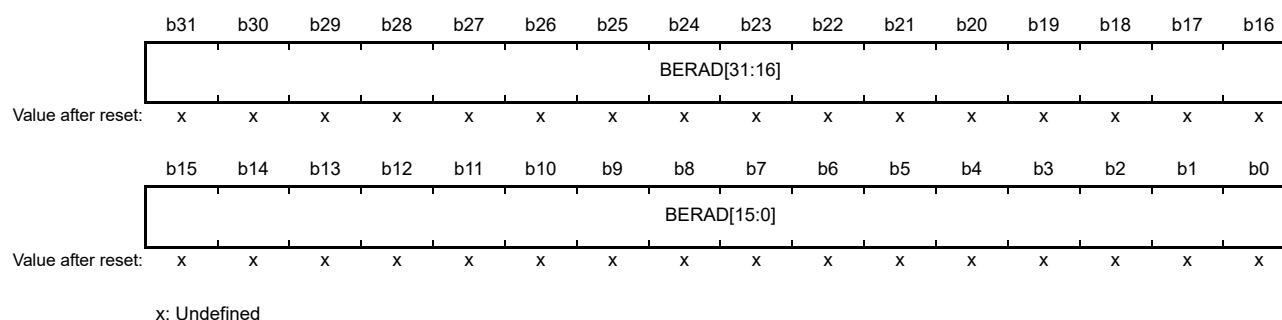 b31 b30 b29 b28 b27 b26 b25 b24 b23 b22 b21 b20 b19 b18 b17 b16
BERAD[31:16]
Value after reset: x x x x x x x x x x x x x x x x
b15 b14 b13 b12 b11 b10 b9 b8 b7 b6 b5 b4 b3 b2 b1 b0
BERAD[15:0]
Value after reset: x x x x x x x x x x x x x x x x
x: Undefined